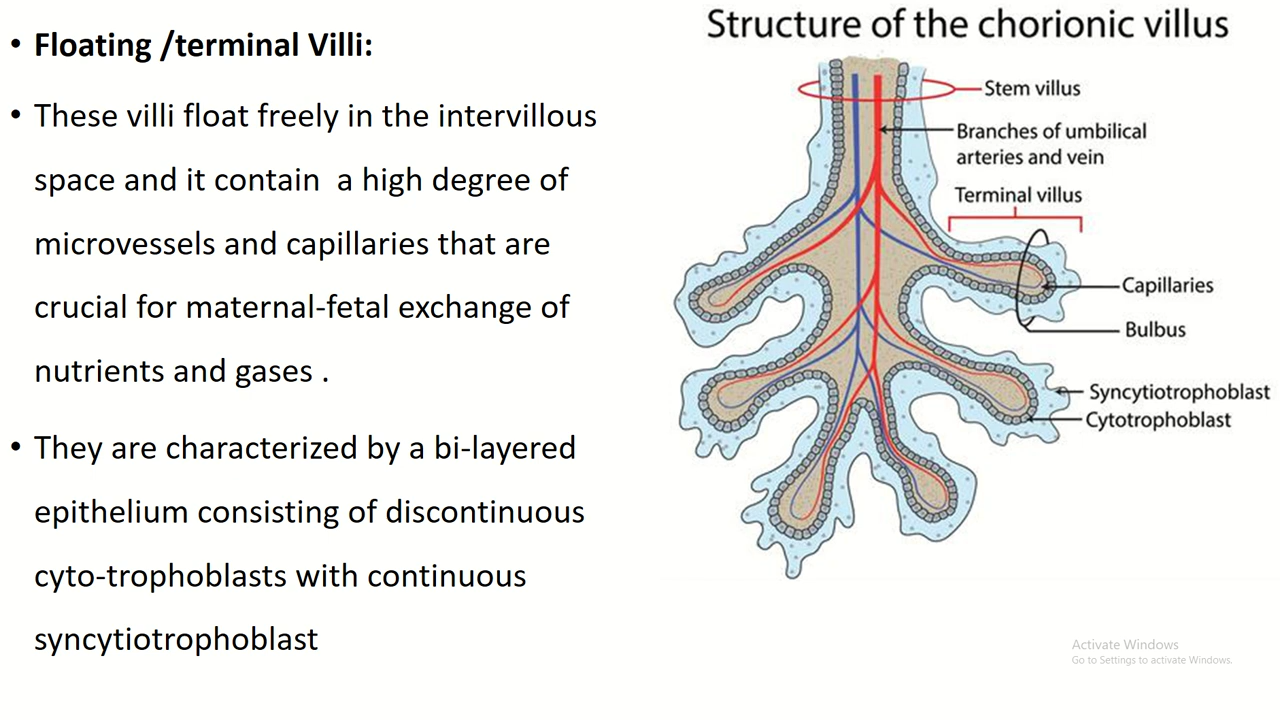 • Floating /terminal Villi:
• These villi float freely in the intervillous
space and it contain  a high degree of
microvessels and capillaries that are
crucial for maternal-fetal exchange of
nutrients and gases .
• They are characterized by a bi-layered
epithelium consisting of discontinuous
cyto-trophoblasts with continuous
syncytiotrophoblast
Structure of the chorionic villus
Stem villus
Branches of umbilical
arteries and vein
Terminal villus
Capillaries
Bulbus
Syncytiotrophoblast
Cytotrophoblast
Activate Windows
Go to Settings to activate Windows.